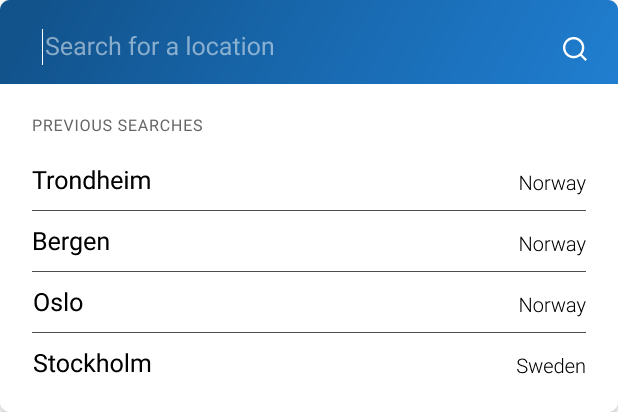 Search for a location
PREVIOUS SEARCHES
Trondheim Norway
Bergen Norway
Oslo Norway
Stockholm Sweden